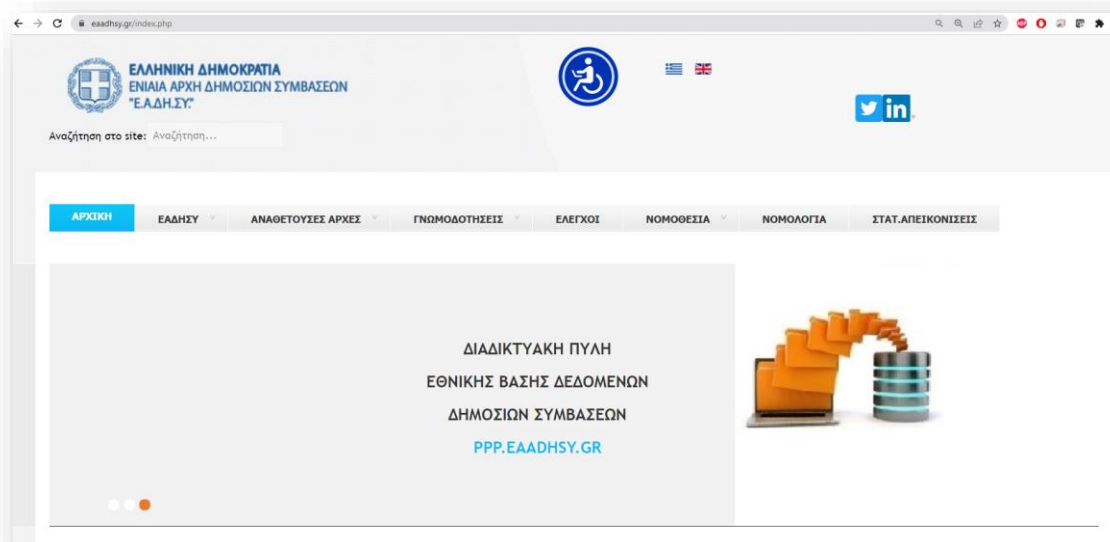 eaadhsy.gr/index.php
ΕΛΛΗΝΙΚΗ ΔΗΜΟΚΡΑΤΙΑ
ΕΝΙΑΙΑ ΑΡΧΗ ΔΗΜΟΣΙΩΝ ΣΥΜΒΑΣΕΩΝ
"Ε.Α.ΔΗ.ΣΥ."
in
Αναζήτηση στο site: Αναζήτηση...
ΑΡΧΙΚΗ ΕΑΔΗΣΥ ΑΝΑΘΕΤΟΥΣΕΣ ΑΡΧΕΣ ΓΝΩΜΟΔΟΤΗΣΕΙΣ ΕΛΕΓΧΟΙ ΝΟΜΟΘΕΣΙΑ ΝΟΜΟΛΟΓΙΑ ΣΤΑΤ.ΑΠΕΙΚΟΝΙΣΕΙΣ
ΔΙΑΔΙΚΤΥΑΚΗ ΠΥΛΗ
ΕΘΝΙΚΗΣ ΒΑΣΗΣ ΔΕΔΟΜΕΝΩΝ
ΔΗΜΟΣΙΩΝ ΣΥΜΒΑΣΕΩΝ
PPP.EAADHSY.GR